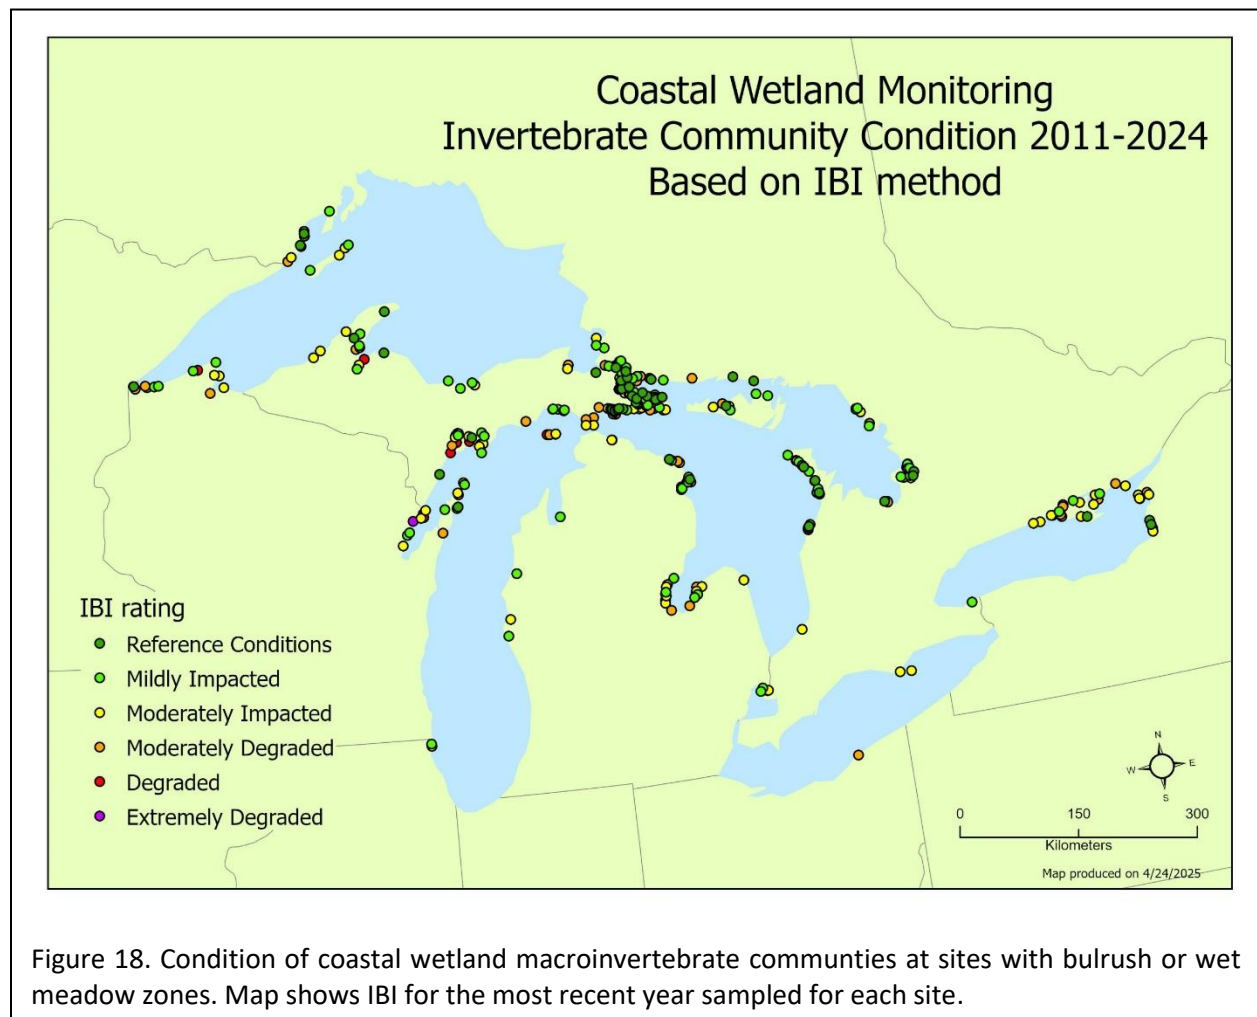 Coastal Wetland Monitoring
Invertebrate Community Condition 2011-2024
Based on IBI method
IBI rating
Reference Conditions
Mildly Impacted
Moderately Impacted
Moderately Degraded
Degraded
Extremely Degraded
N
W
E
S
0 150 300
Kilometers
Map produced on 4/24/2025
Figure 18. Condition of coastal wetland macroinvertebrate communties at sites with bulrush or wet
meadow zones. Map shows IBI for the most recent year sampled for each site.